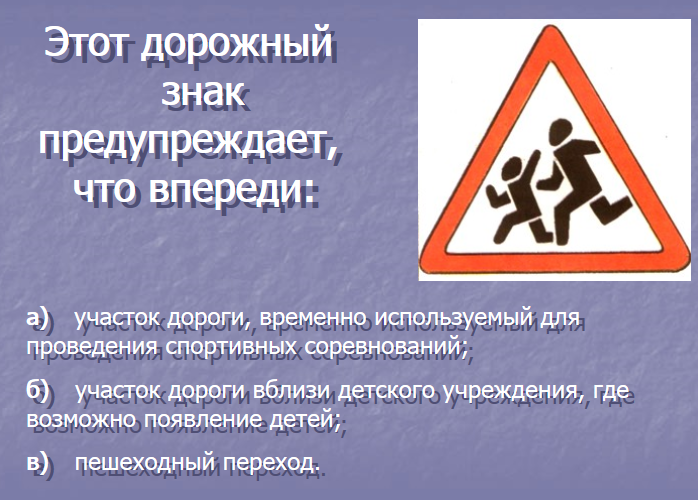 Этот дорожный
знак
предупреждает,
что впереди:
а) участок дороги, временно используемый для
проведения спортивных соревнований;
б) участок дороги вблизи детского учреждения, где
возможно появление детей;
в) пешеходный переход.